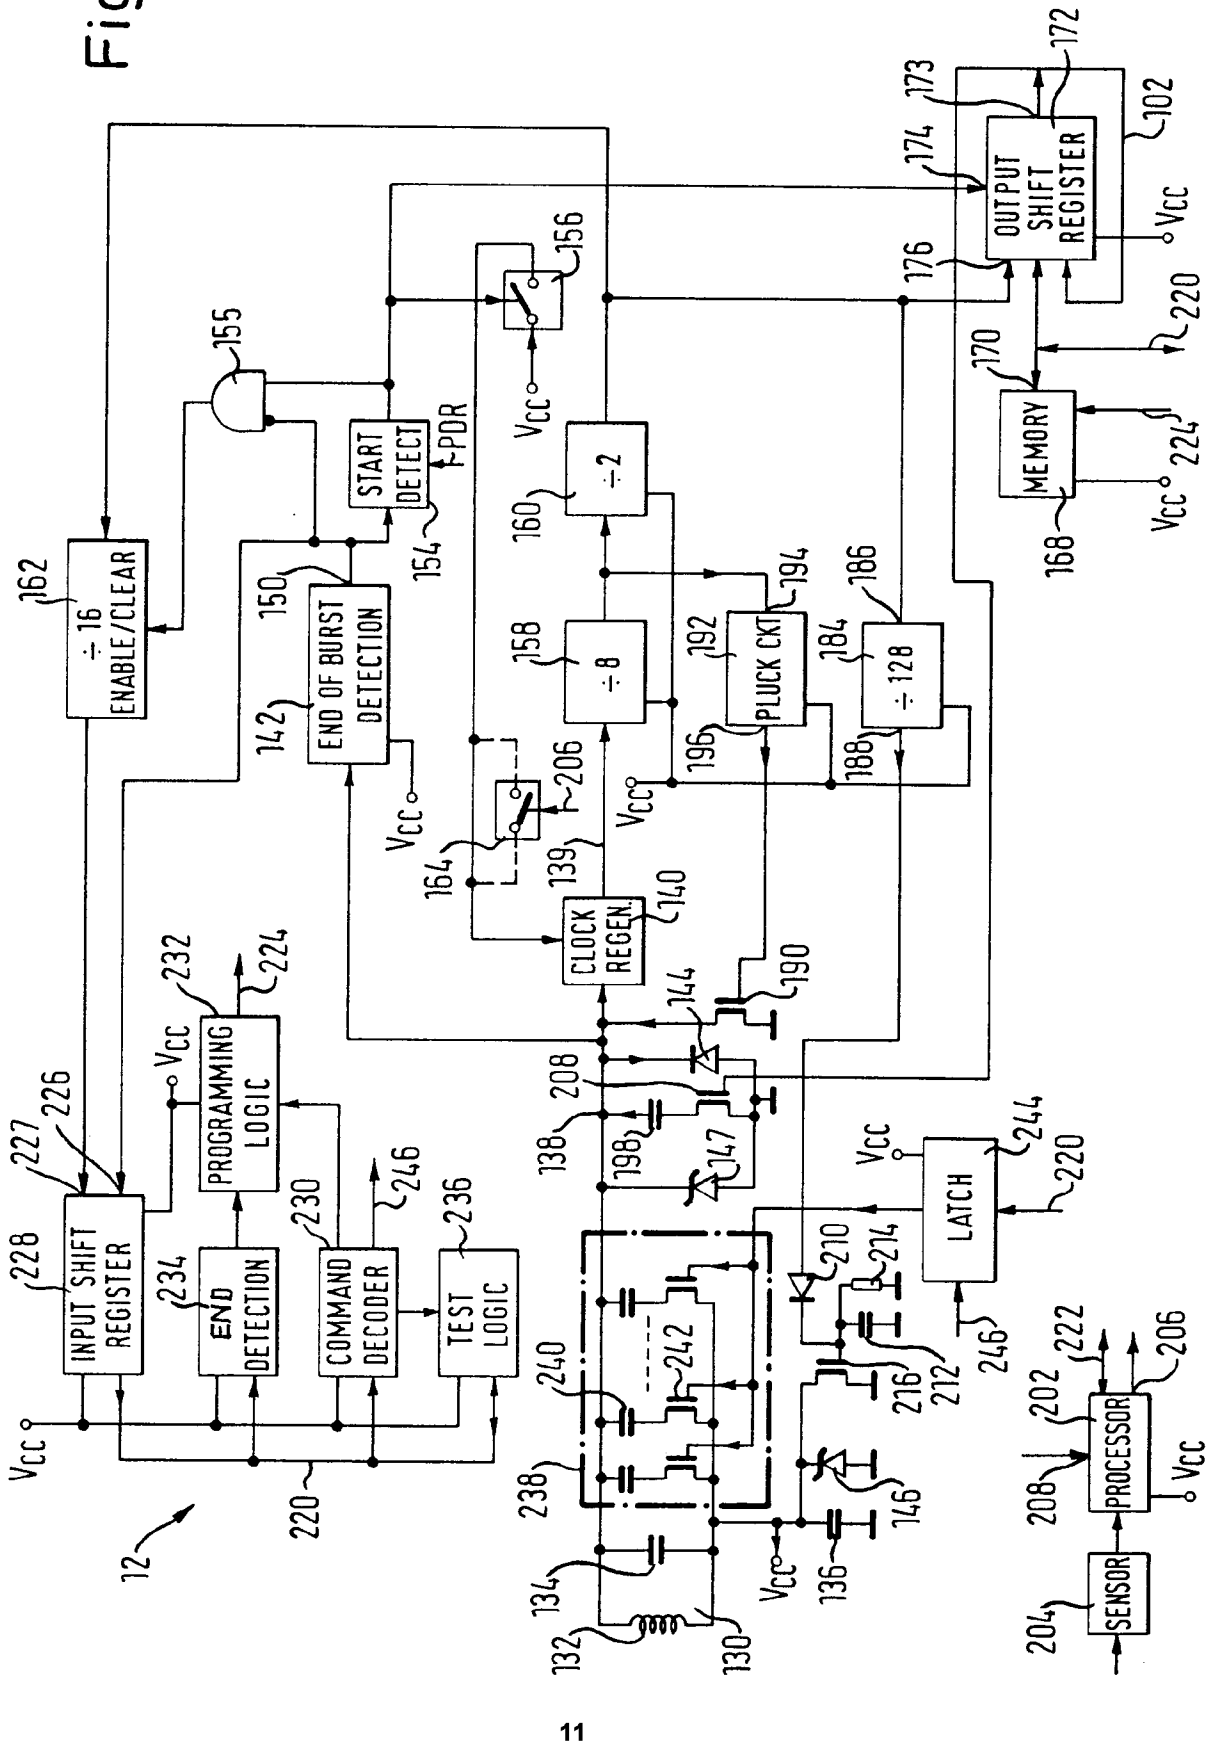 Fig
162
÷ 16
ENABLE/CLEAR
155
227
226
228
INPUT SHIFT
REGISTER
VCC
232
PROGRAMMING
LOGIC
224
234
END
DETECTION
230
COMMAND
DECODER
246
236
TEST
LOGIC
VCC
220
12
142
END OF BURST
DETECTION
150
VCC
START
DETECT
154
PDR
156
VCC
164
206
139
CLOCK
REGEN.
140
158
÷8
160
÷2
VCC
192
PLUCK CKT
194
196
184
÷ 128
186
188
173
172
174
OUTPUT
SHIFT
REGISTER
102
176
VCC
170
220
MEMORY
168
224
VCC
190
144
208
138
198
147
VCC
LATCH
244
220
246
210
214
212
216
240
242
238
134
132
130
VCC
136
146
222
202
206
208
PROCESSOR
VCC
204
SENSOR
11